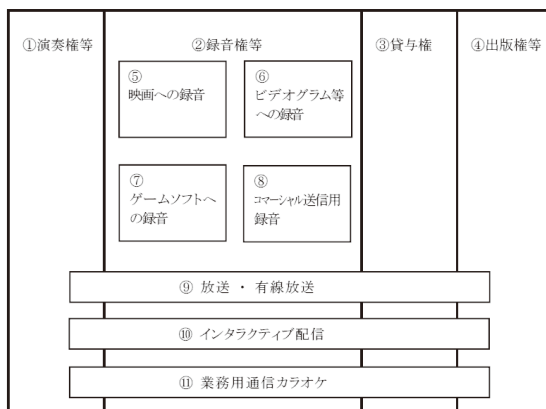 ①演奏権等
②録音権等
③貸与権
④出版権等
⑤
映画への録音
⑥
ビデオグラム等
への録音
⑦
ゲームソフトへ
の録音
⑧
コマーシャル送信用
録音
⑨ 放送 ・ 有線放送
⑩ インタラクティブ配信
⑪ 業務用通信カラオケ